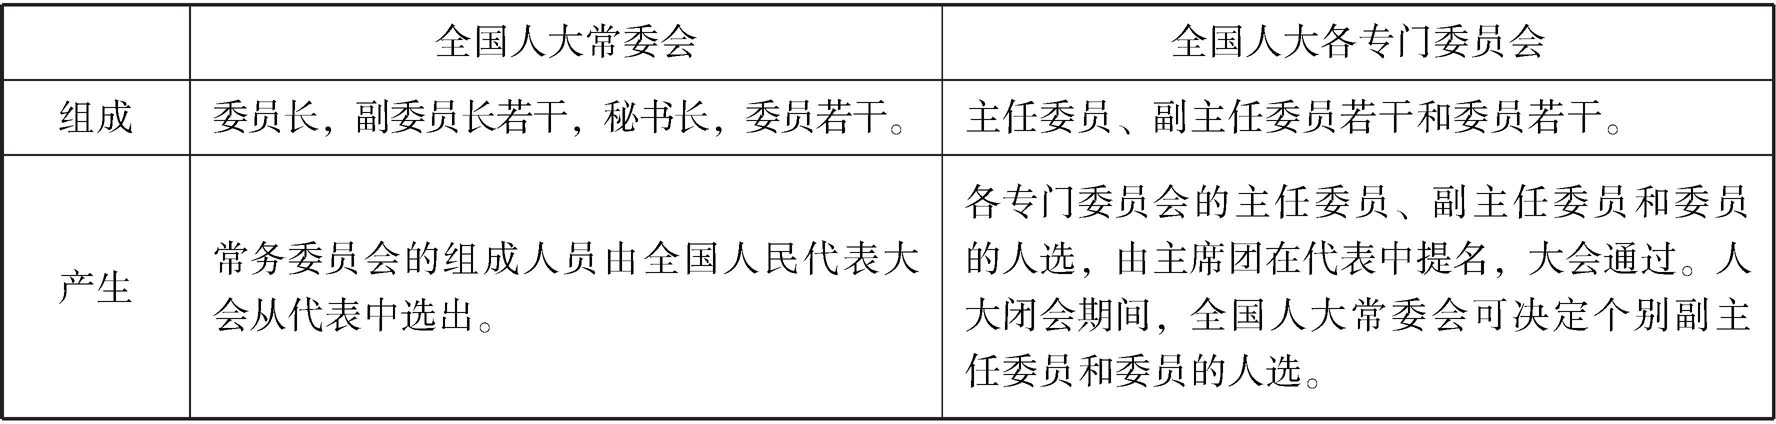 全国人大常委会 全国人大各专门委员会
组成 委员长，副委员长若干，秘书长，委员若干。 主任委员、副主任委员若干和委员若干。
产生
常务委员会的组成人员由全国人民代表大
会从代表中选出。
各专门委员会的主任委员、副主任委员和委员
的人选，由主席团在代表中提名，大会通过。人
大闭会期间，全国人大常委会可决定个别副主
任委员和委员的人选。